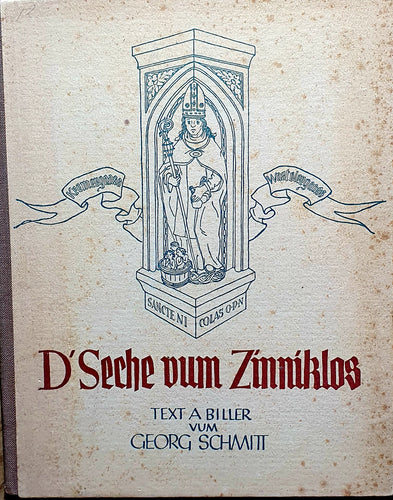 SANCTE NI COLAS O·P·N
D'Seche vum Zinniklos
TEXT A BILLER
VUM
GEORG SCHMITT